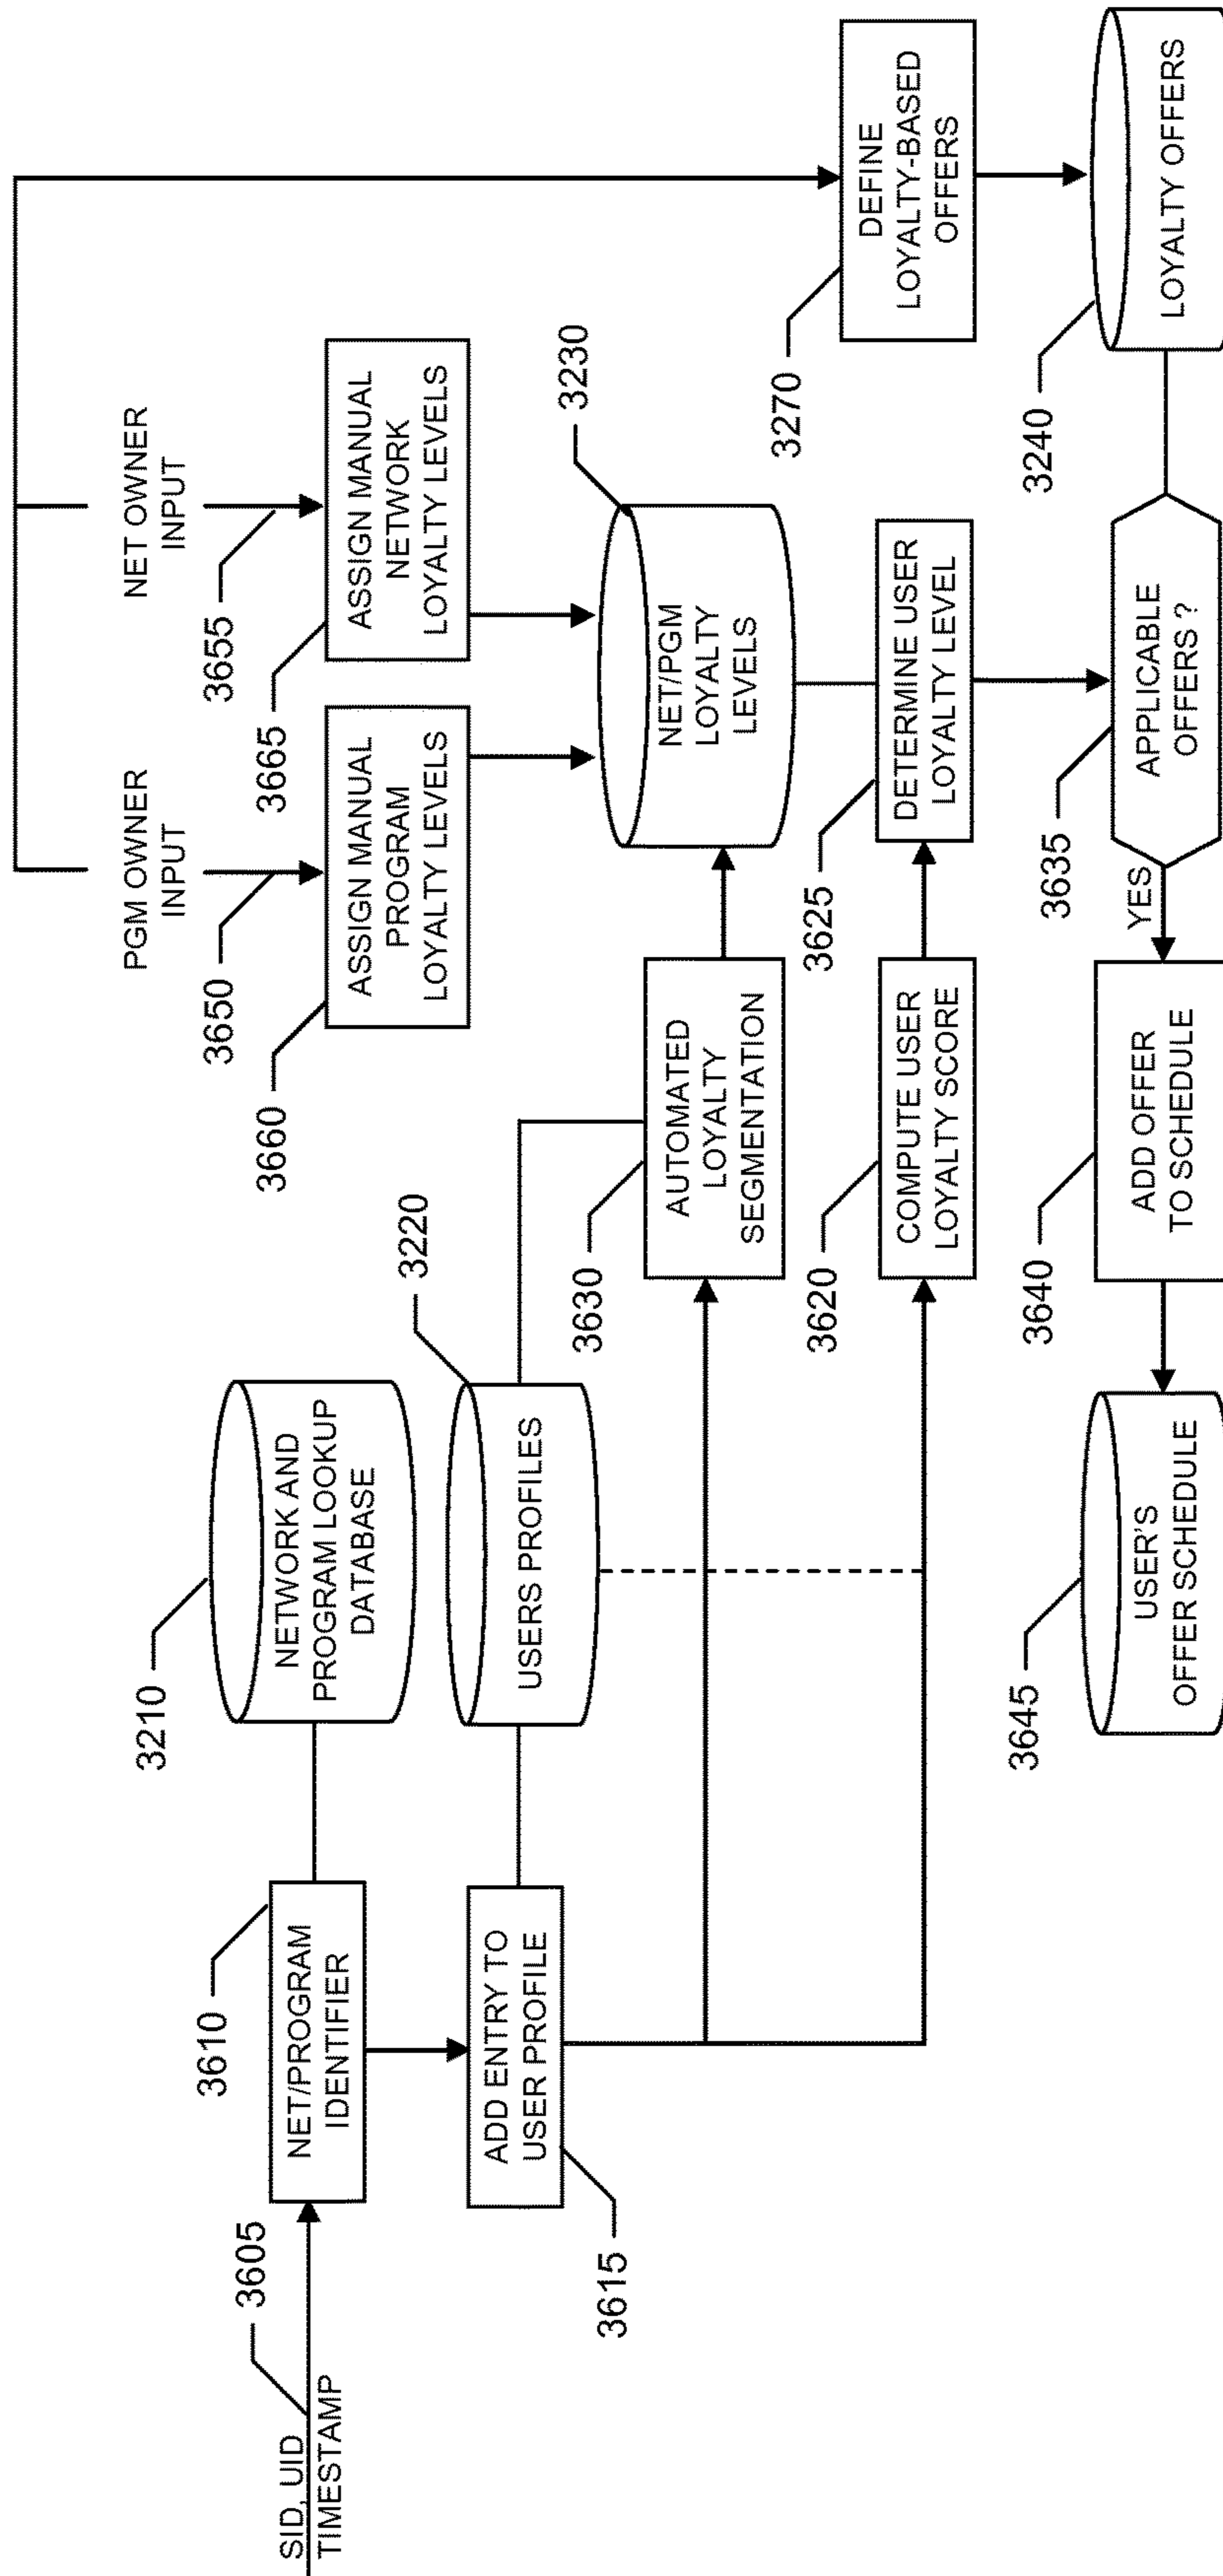 SID, UID
TIMESTAMP
3605
3610
NET/PROGRAM
IDENTIFIER
3210
NETWORK AND
PROGRAM LOOKUP
DATABASE
3615
ADD ENTRY TO
USER PROFILE
3220
USERS PROFILES
PGM OWNER
INPUT
3650
3660
ASSIGN MANUAL
PROGRAM
LOYALTY LEVELS
NET OWNER
INPUT
3655
3665
ASSIGN MANUAL
NETWORK
LOYALTY LEVELS
3630
AUTOMATED
LOYALTY
SEGMENTATION
3230
NET/PGM
LOYALTY
LEVELS
3620
COMPUTE USER
LOYALTY SCORE
3625
DETERMINE USER
LOYALTY LEVEL
3270
DEFINE
LOYALTY-BASED
OFFERS
3645
USER'S
OFFER SCHEDULE
3640
ADD OFFER
TO SCHEDULE
YES
3635
APPLICABLE
OFFERS ?
3240
LOYALTY OFFERS